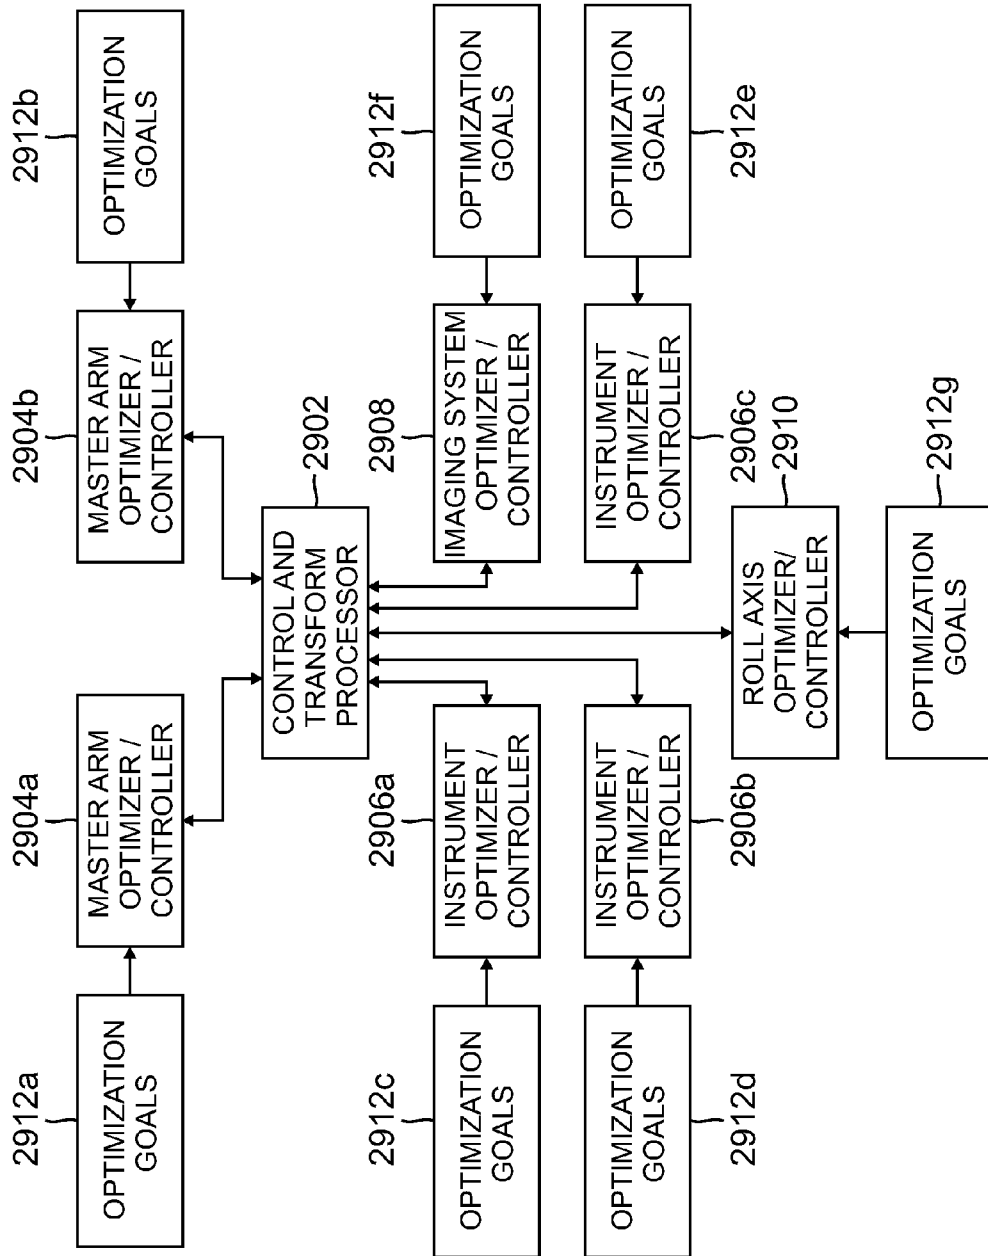 2912a
OPTIMIZATION
GOALS
2904a
MASTER ARM
OPTIMIZER /
CONTROLLER
2904b
MASTER ARM
OPTIMIZER /
CONTROLLER
2912b
OPTIMIZATION
GOALS
2902
CONTROL AND
TRANSFORM
PROCESSOR
2912c
OPTIMIZATION
GOALS
2906a
INSTRUMENT
OPTIMIZER /
CONTROLLER
2908
IMAGING SYSTEM
OPTIMIZER /
CONTROLLER
2912f
OPTIMIZATION
GOALS
OPTIMIZATION
GOALS
2912d
INSTRUMENT
OPTIMIZER /
CONTROLLER
2906b
INSTRUMENT
OPTIMIZER /
CONTROLLER
2906c
OPTIMIZATION
GOALS
2912e
2910
ROLL AXIS
OPTIMIZER/
CONTROLLER
2912g
OPTIMIZATION
GOALS